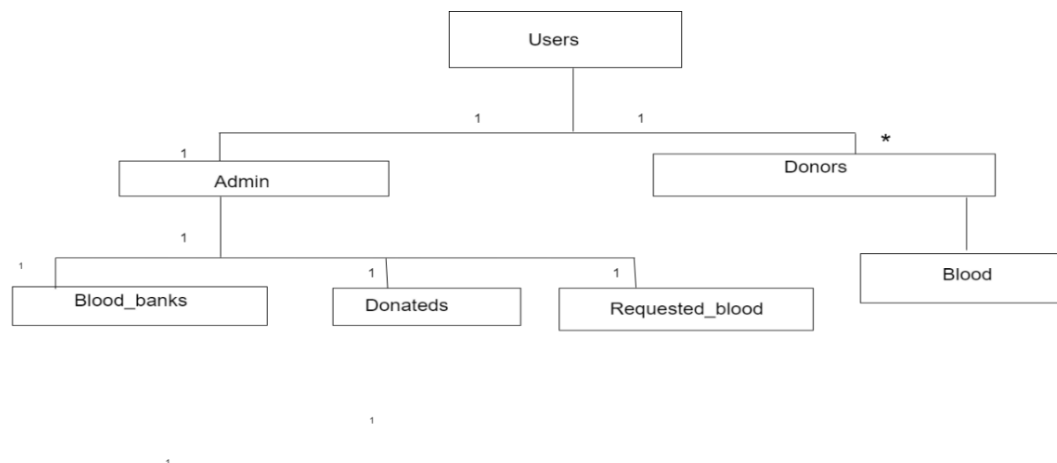 Users
1 1
1 *
Admin Donors
1
1 1 1
Blood_banks Donateds Requested_blood Blood
1
1